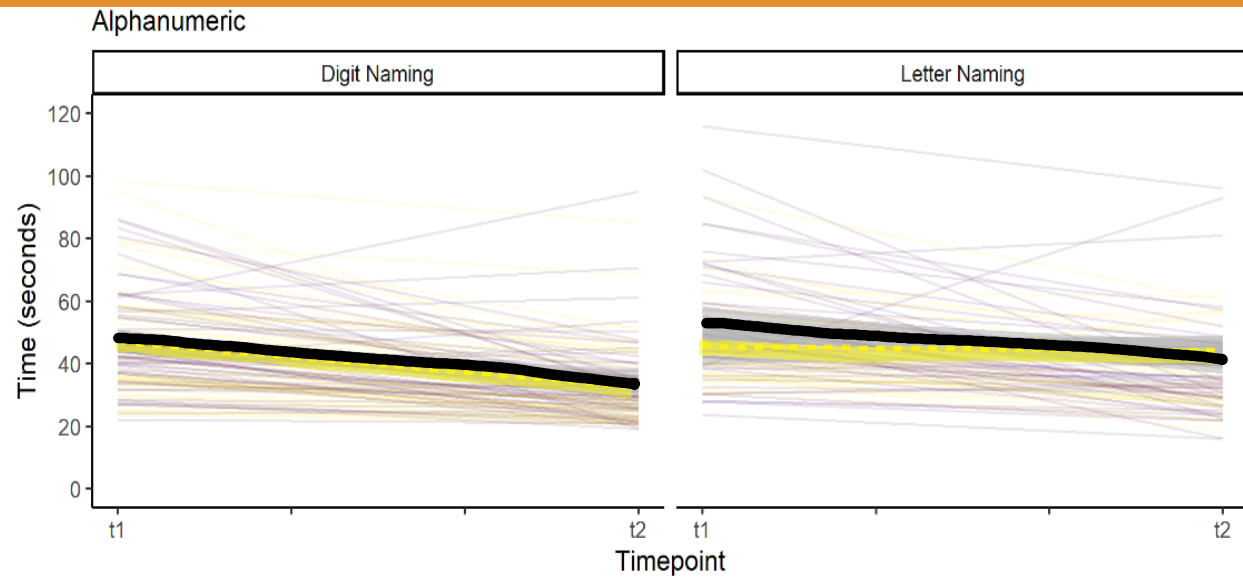 Alphanumeric
Digit Naming
Letter Naming
Time (seconds)
120
100
80
60
40
20
0
t1
t2
t1
t2
Timepoint